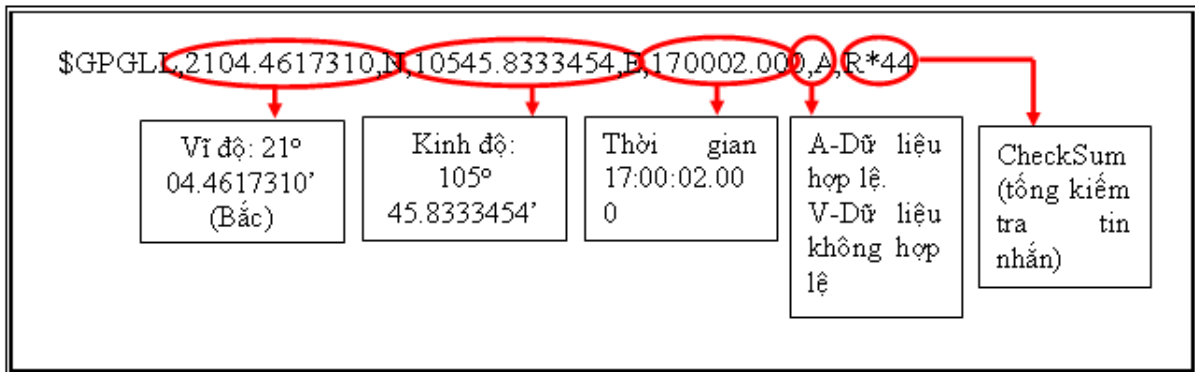 $GPGLL,2104.4617310,N,10545.8333454,E,170002.000,A,R*44
Vĩ độ: 21º
04.4617310’
(Bắc)
Kinh độ:
105º
45.8333454’
Thời gian
17:00:02.00
0
A-Dữ liệu
hợp lệ.
V-Dữ liệu
không hợp
lệ
CheckSum
(tống kiếm
tra tin
nhắn)